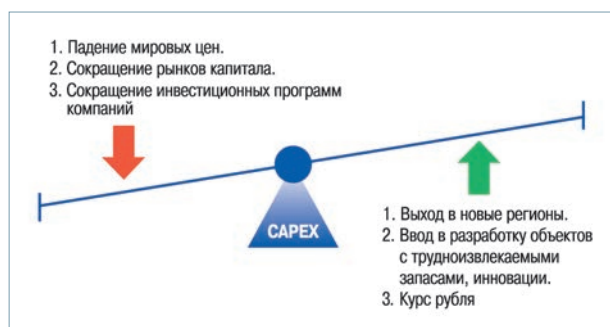 1. Падение мировых цен.
2. Сокращение рынков капитала.
3. Сокращение инвестиционных программ
компаний
CAPEX
1. Выход в новые регионы.
2. Ввод в разработку объектов
с трудноизвлекаемыми
запасами, инновации.
3. Курс рубля